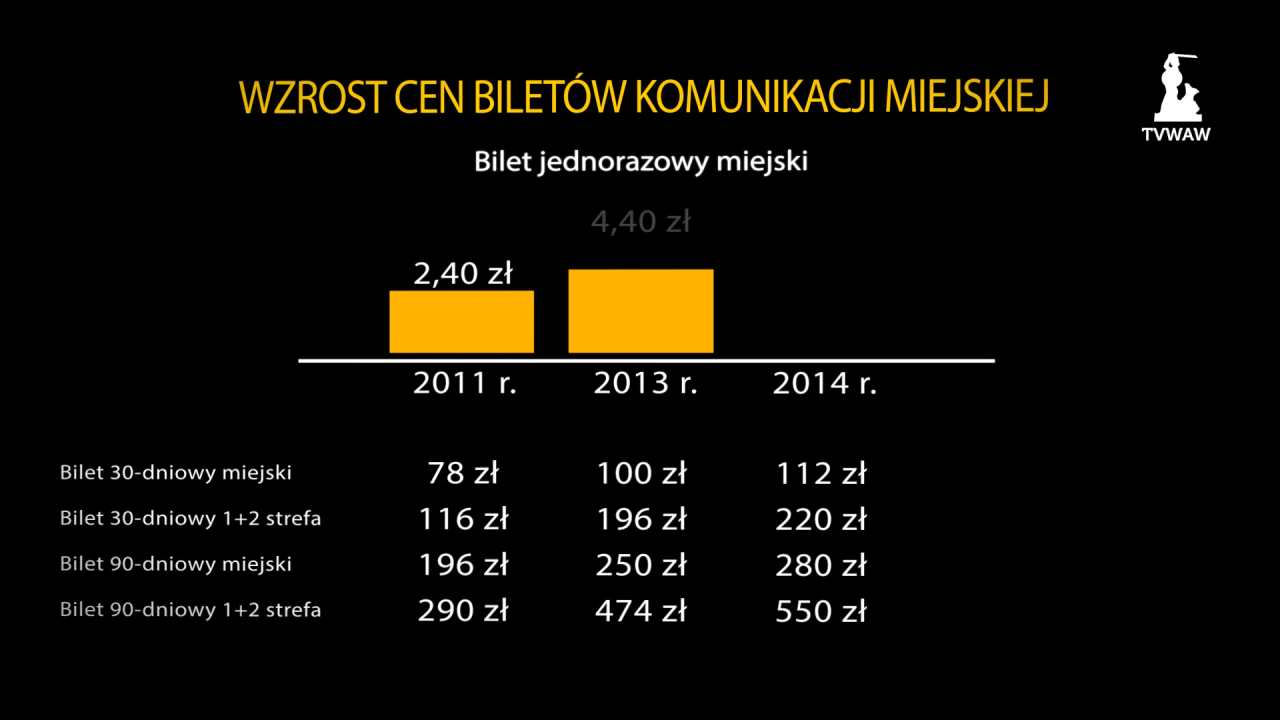 WZROST CEN BILETÓW KOMUNIKACJI MIEJSKIEJ
TVWAW
Bilet jednorazowy miejski
4,40 zł
2,40 zł
2011 r. 2013 r. 2014 r.
Bilet 30-dniowy miejski 78 zł 100 zł 112 zł
Bilet 30-dniowy 1+2 strefa 116 zł 196 zł 220 zł
Bilet 90-dniowy miejski 196 zł 250 zł 280 zł
Bilet 90-dniowy 1+2 strefa 290 zł 474 zł 550 zł